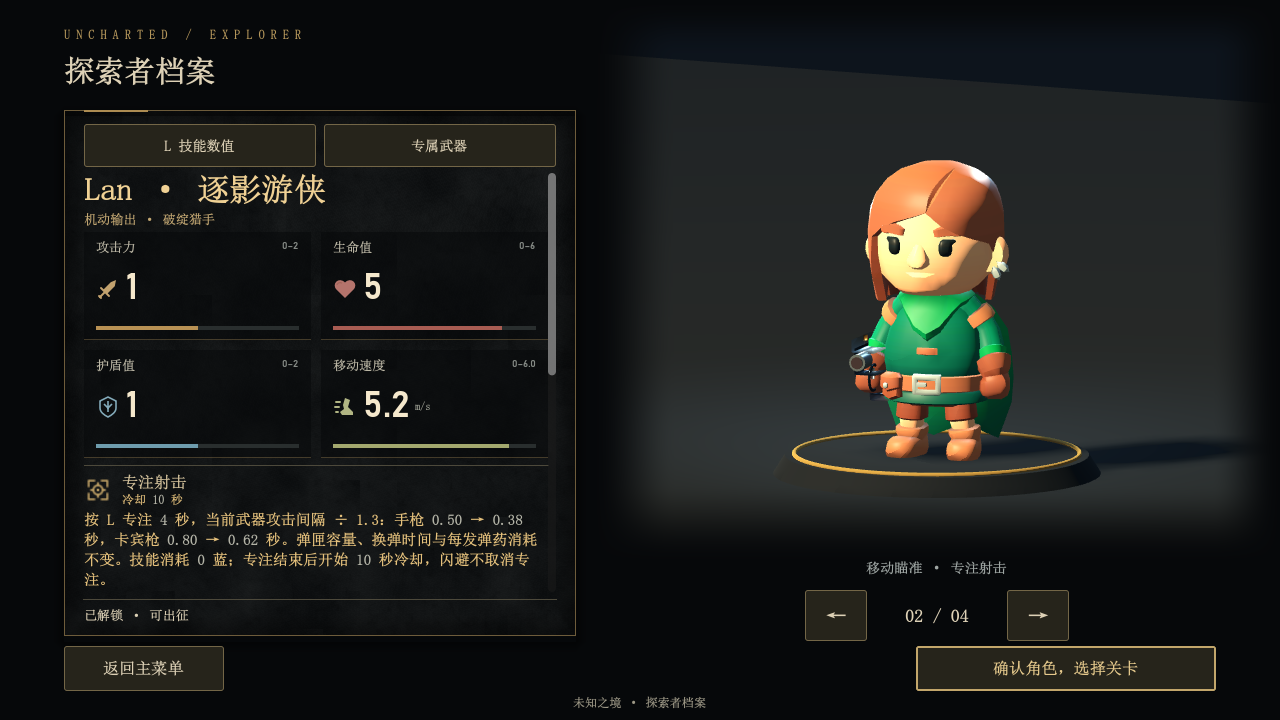 UNCHARTED / EXPLORER
探索者档案
L 技能数值
专属武器
Lan • 逐影游侠
机动输出 • 破绽猎手
攻击力 0-2
1
生命值 0-6
5
护盾值 0-2
1
移动速度 0-6.0
5.2 m/s
专注射击
冷却 10 秒
按 L 专注 4 秒，当前武器攻击间隔 ÷ 1.3：手枪 0.50 → 0.38
秒，卡宾枪 0.80 → 0.62 秒。弹匣容量、换弹时间与每发弹药消耗
不变。技能消耗 0 蓝；专注结束后开始 10 秒冷却，闪避不取消专
注。
已解锁 • 可出征
移动瞄准 • 专注射击
← 02 / 04 →
返回主菜单
确认角色，选择关卡
未知之境 • 探索者档案